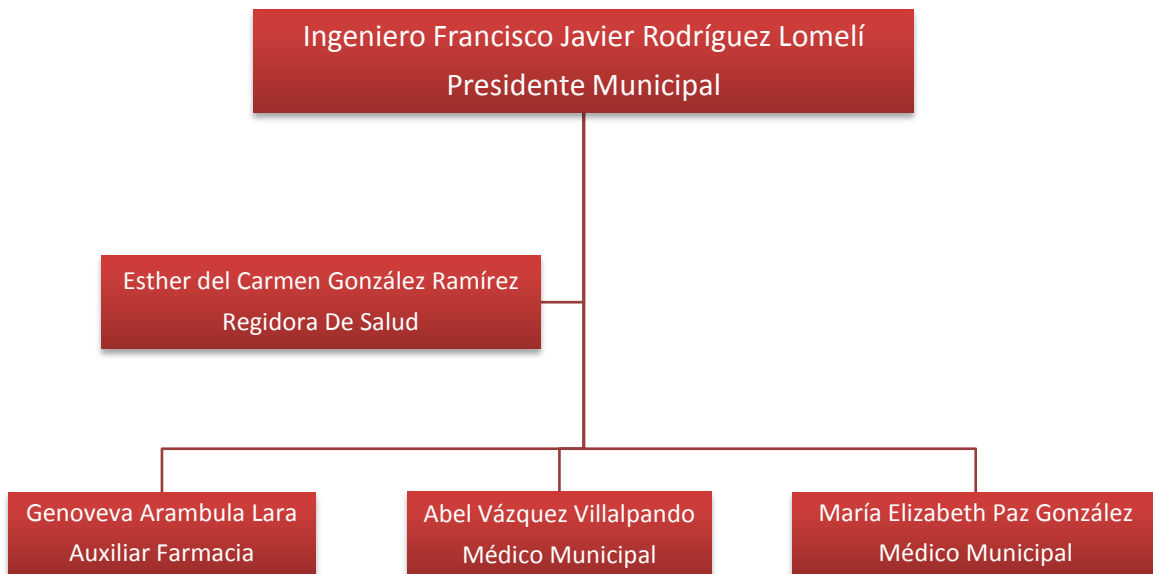 Ingeniero Francisco Javier Rodríguez Lomelí
Presidente Municipal
Esther del Carmen González Ramírez
Regidora De Salud
Genoveva Arambula Lara
Auxiliar Farmacia
Abel Vázquez Villalpando
Médico Municipal
María Elizabeth Paz González
Médico Municipal